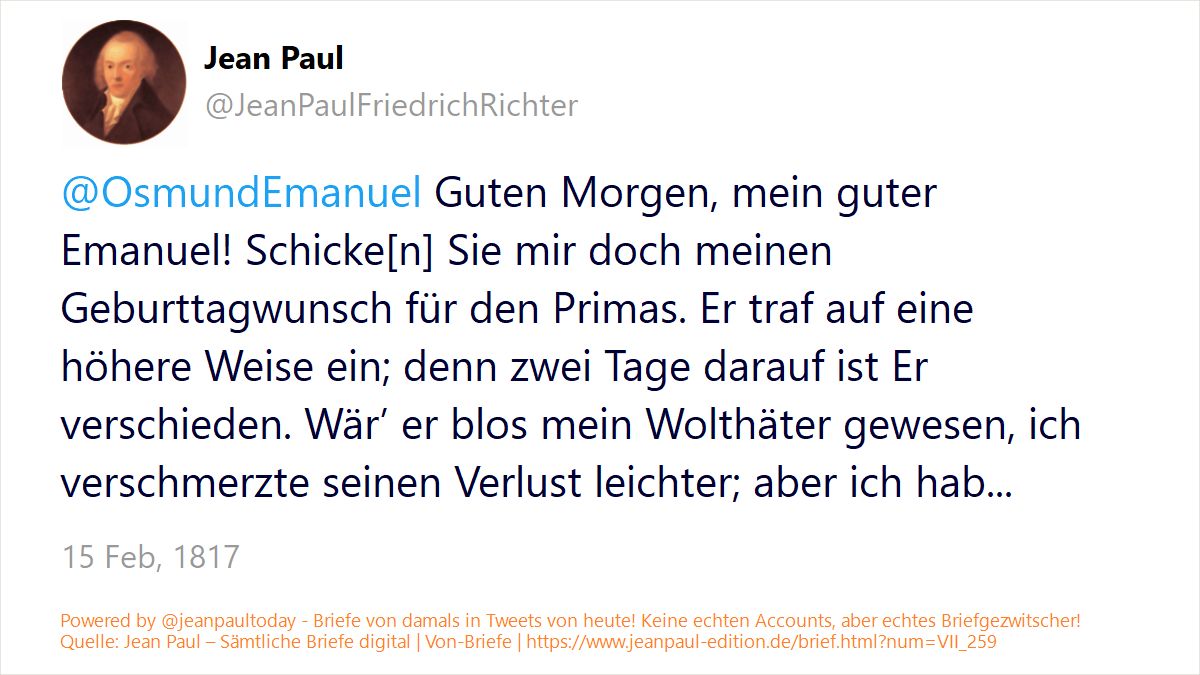 Jean Paul
@JeanPaulFriedrichRichter
@OsmundEmanuel Guten Morgen, mein guter
Emanuel! Schicke[n] Sie mir doch meinen
Geburttagwunsch für den Primas. Er traf auf eine
höhere Weise ein; denn zwei Tage darauf ist Er
verschieden. Wär’ er blos mein Wolthäter gewesen, ich
verschmerzte seinen Verlust leichter; aber ich hab...
15 Feb, 1817
Powered by @jeanpaultoday - Briefe von damals in Tweets von heute! Keine echten Accounts, aber echtes Briefgezwitscher!
Quelle: Jean Paul – Sämtliche Briefe digital | Von-Briefe | https://www.jeanpaul-edition.de/brief.html?num=VII_259